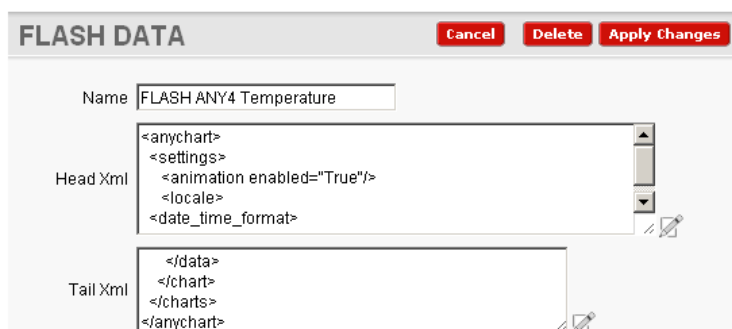 FLASH DATA Cancel Delete Apply Changes
Name FLASH ANY4 Temperature
Head Xml
<anychart>
<settings>
<animation enabled="True"/>
<locale>
<date_time_format>
Tail Xml
</data>
</chart>
</charts>
</anychart>